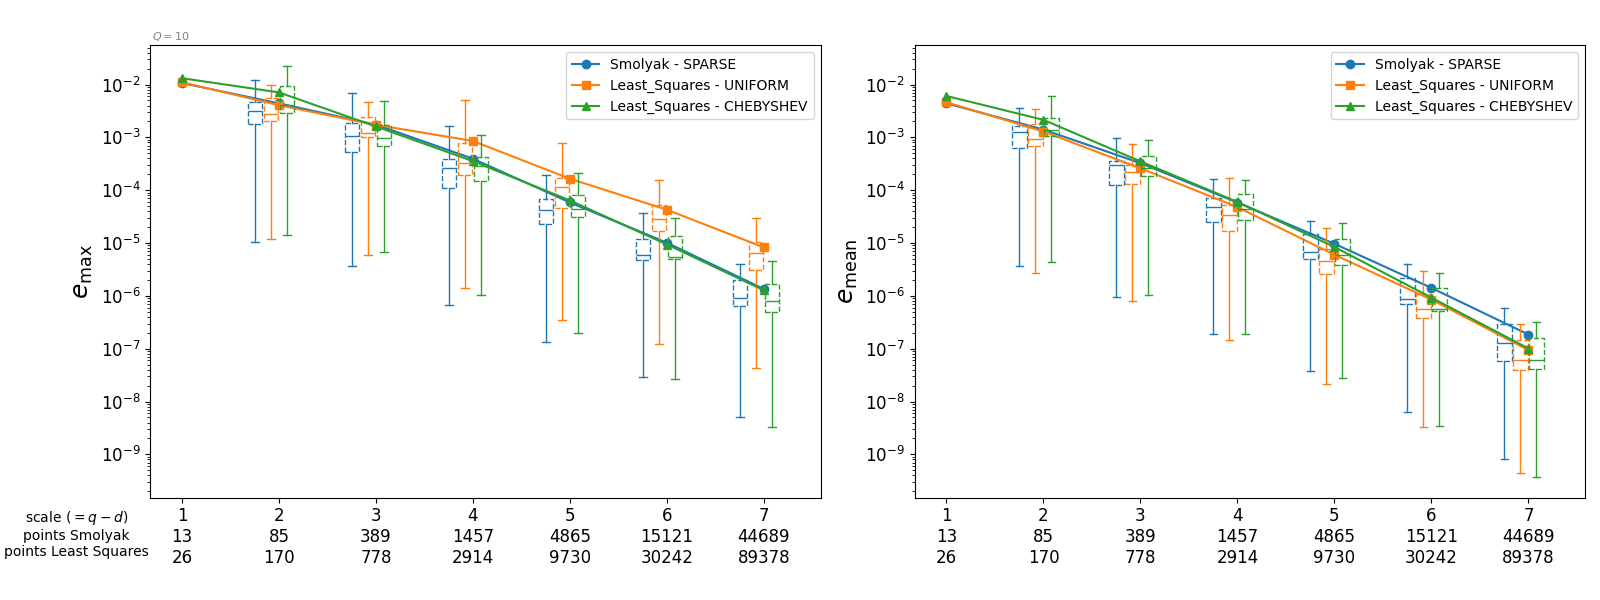 Q = 10
Smolyak - SPARSE
Least_Squares - UNIFORM
Least_Squares - CHEBYSHEV
10⁻²
10⁻³
10⁻⁴
10⁻⁵
10⁻⁶
10⁻⁷
10⁻⁸
10⁻⁹
e_max
scale (= q − d) 1 2 3 4 5 6 7
points Smolyak 13 85 389 1457 4865 15121 44689
points Least Squares 26 170 778 2914 9730 30242 89378
Smolyak - SPARSE
Least_Squares - UNIFORM
Least_Squares - CHEBYSHEV
10⁻²
10⁻³
10⁻⁴
10⁻⁵
10⁻⁶
10⁻⁷
10⁻⁸
10⁻⁹
e_mean
1 2 3 4 5 6 7
13 85 389 1457 4865 15121 44689
26 170 778 2914 9730 30242 89378